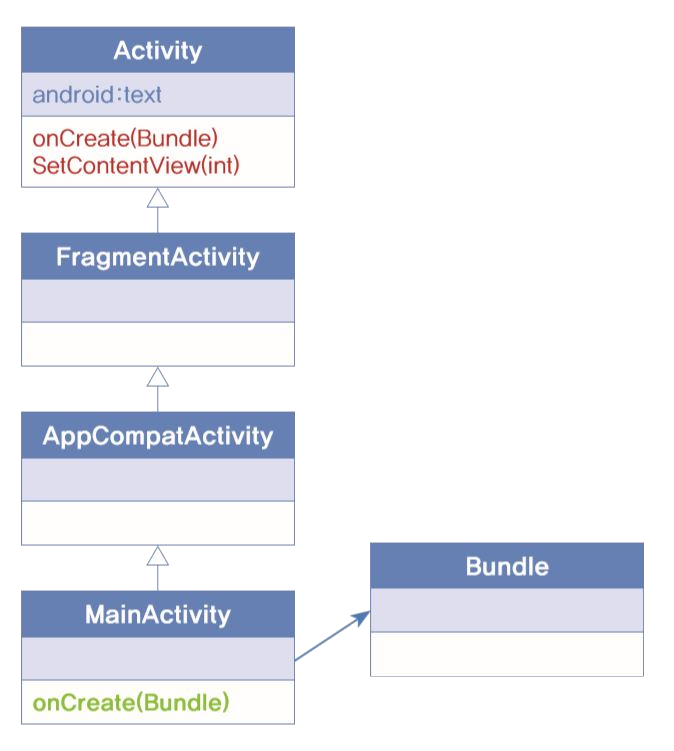 Activity
android:text
onCreate(Bundle)
SetContentView(int)
FragmentActivity
AppCompatActivity
MainActivity
onCreate(Bundle)
Bundle